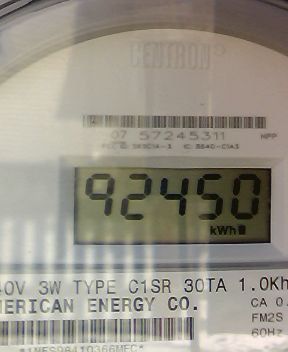 CENTRON
07 57245311 NPP
92450
kWh
40V 3W TYPE C1SR 30TA 1.0Kh
MERICAN ENERGY CO.
CA 0.
FM2S
60Hz